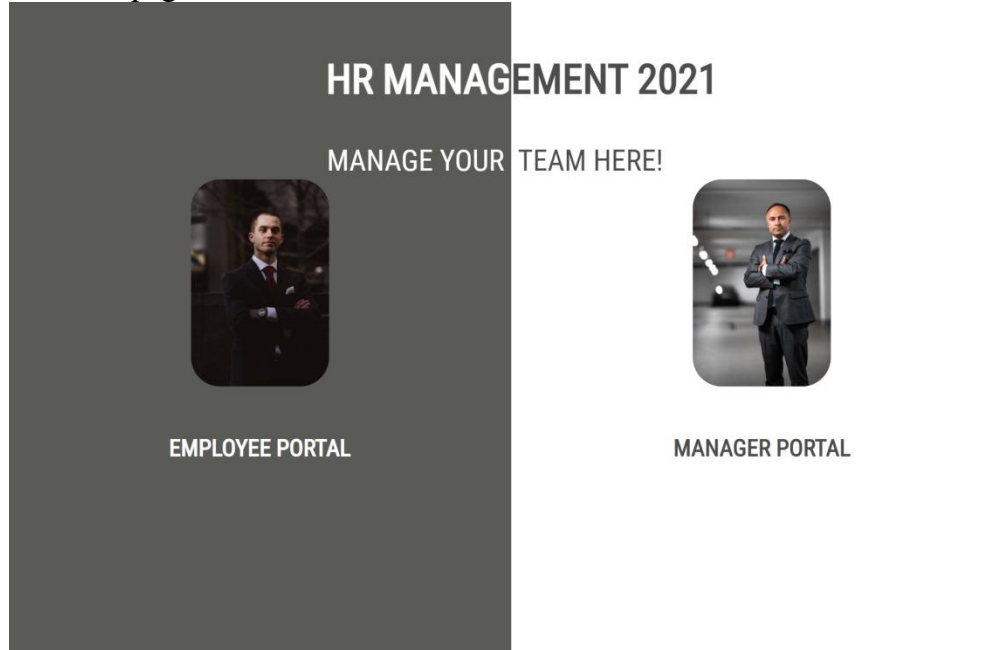 HR MANAGEMENT 2021
MANAGE YOUR TEAM HERE!
EMPLOYEE PORTAL
MANAGER PORTAL